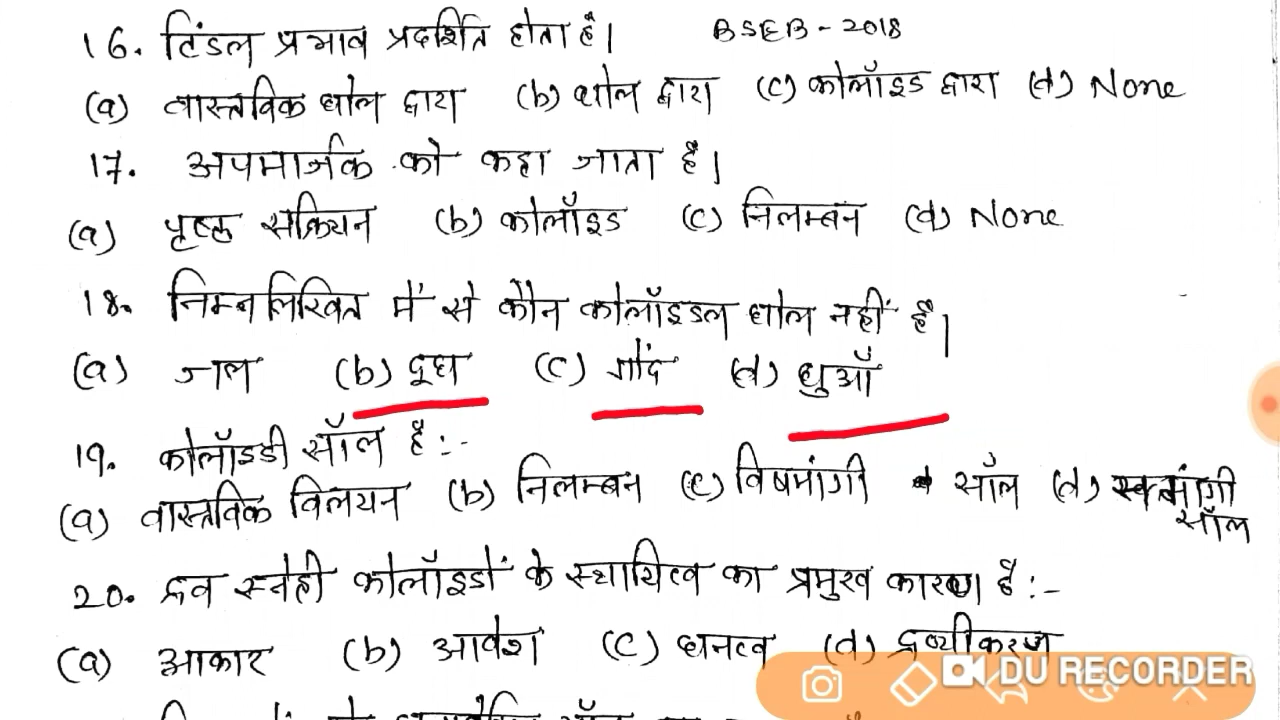 16. टिंडल प्रभाव प्रदर्शित होता है। BSEB-2018
(a) वास्तविक घोल द्वारा (b) घोल द्वारा (c) कोलॉइड द्वारा (d) None
17. अपमार्जक को कहा जाता है।
(a) पृष्ठ सक्रियन (b) कोलॉइड (c) निलम्बन (d) None
18. निम्नलिखित में से कौन कोलॉइडल घोल नहीं है।
(a) जल (b) दूध (c) गोंद (d) धुआँ
19. कोलॉइडी सॉल है :-
(a) वास्तविक विलयन (b) निलम्बन (c) विषमांगी सॉल (d) समांगी
सॉल
20. द्रव स्नेही कोलॉइडों के स्थायित्व का प्रमुख कारण है :-
(a) आकार (b) आवेश (c) घनत्व (d) द्रव्यीकरण
DU RECORDER